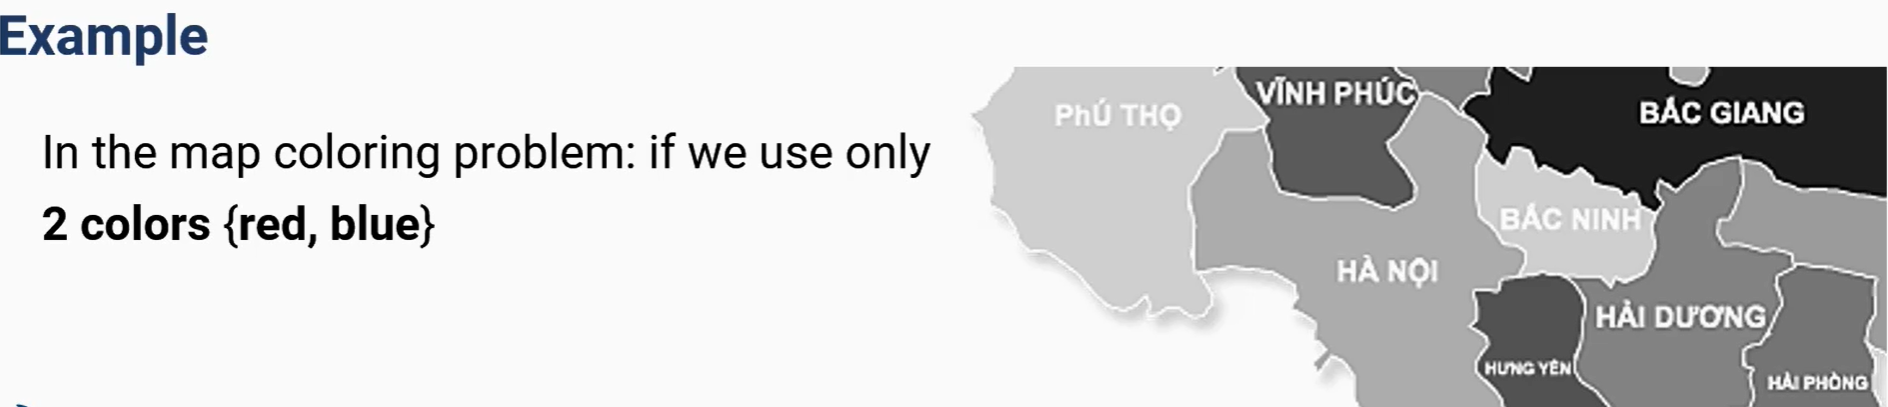 Example
In the map coloring problem: if we use only
2 colors {red, blue}
PhÚ THỌ
VĨNH PHÚC
BẮC GIANG
BẮC NINH
HÀ NỘI
HẢI DƯƠNG
HƯNG YÊN
HẢI PHÒNG